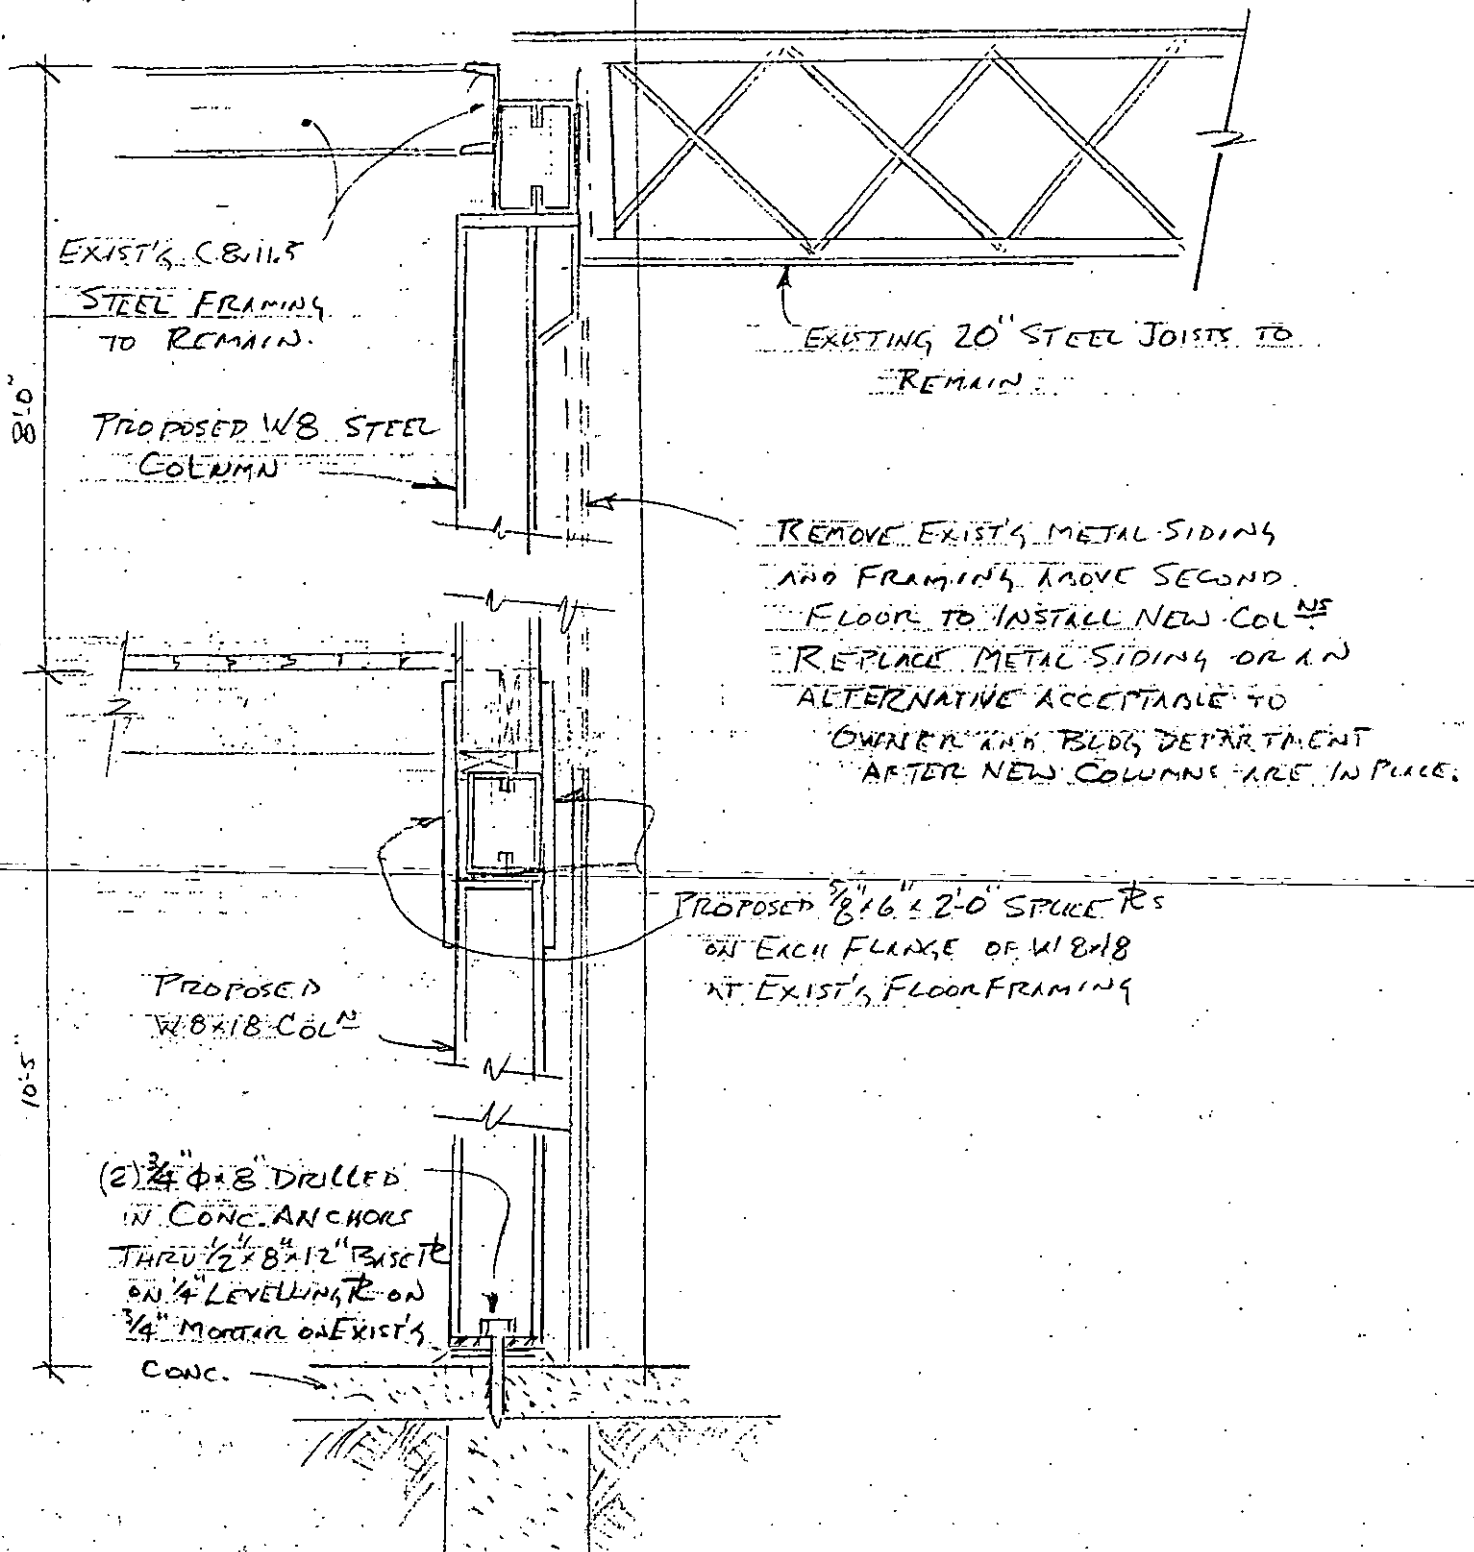 EXIST'G C8x11.5
STEEL FRAMING
TO REMAIN.
EXISTING 20" STEEL JOISTS TO
REMAIN.
8'-0"
PROPOSED W8 STEEL
COLUMN
REMOVE EXIST'G METAL SIDING
AND FRAMING ABOVE SECOND
FLOOR TO INSTALL NEW COLNS
REPLACE METAL SIDING OR AN
ALTERNATIVE ACCEPTABLE TO
OWNER AND BLDG DEPARTMENT
AFTER NEW COLUMNS ARE IN PLACE.
PROPOSED 5/8"x6"x2'-0" SPLICE PLs
ON EACH FLANGE OF W8x18
AT EXIST'G FLOOR FRAMING
PROPOSED
W8x18 COLN
10'-5"
(2) 3/4"φx8" DRILLED
IN CONC. ANCHORS
THRU 1/2"x8"x12" BASE PL
ON 1/4" LEVELLING PL ON
3/4" MORTAR ON EXIST'G
CONC.